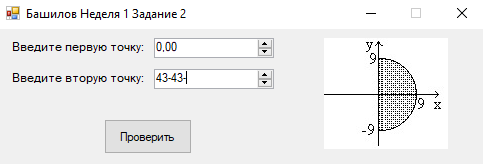 Башилов Неделя 1 Задание 2
Введите первую точку: 0,00
Введите вторую точку: 43-43-
Проверить
y
9
9
x
-9